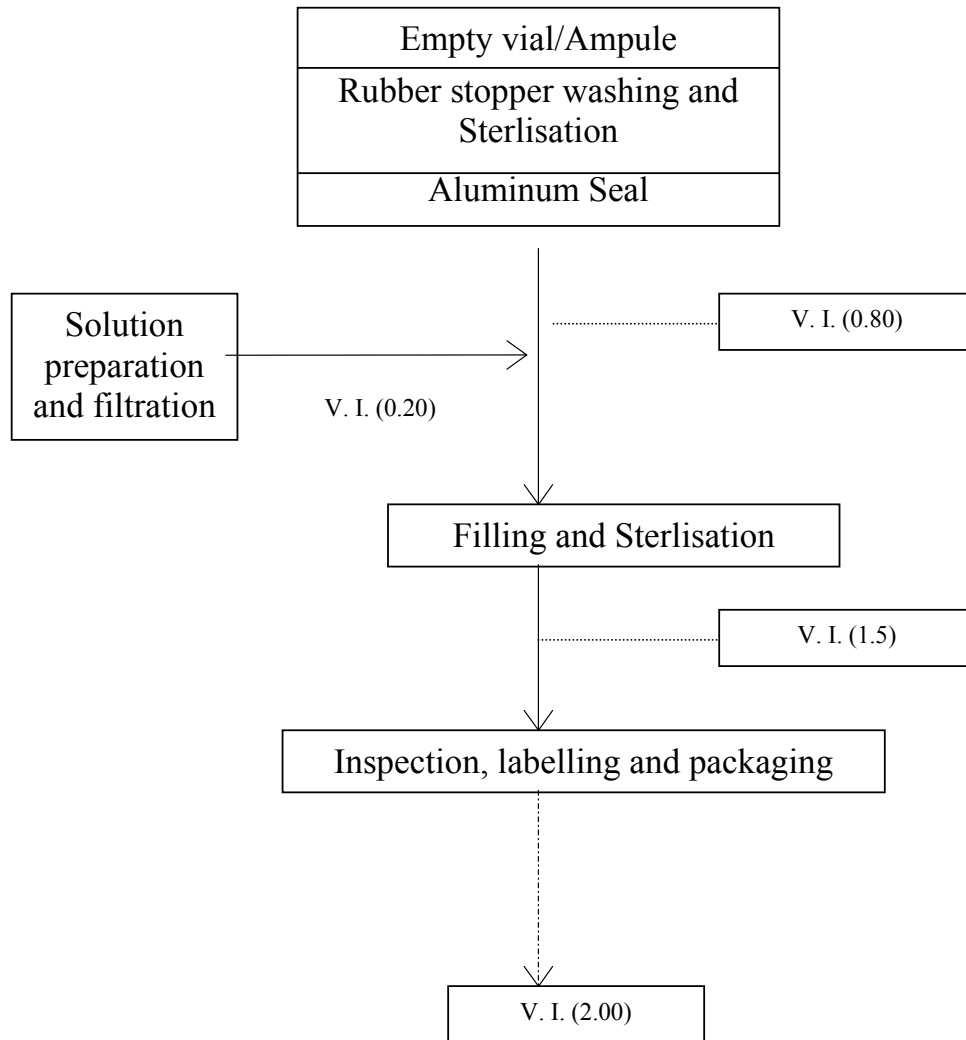 Empty vial/Ampule
Rubber stopper washing and
Sterlisation
Aluminum Seal
V. I. (0.80)
Solution
preparation
and filtration
V. I. (0.20)
Filling and Sterlisation
V. I. (1.5)
Inspection, labelling and packaging
V. I. (2.00)